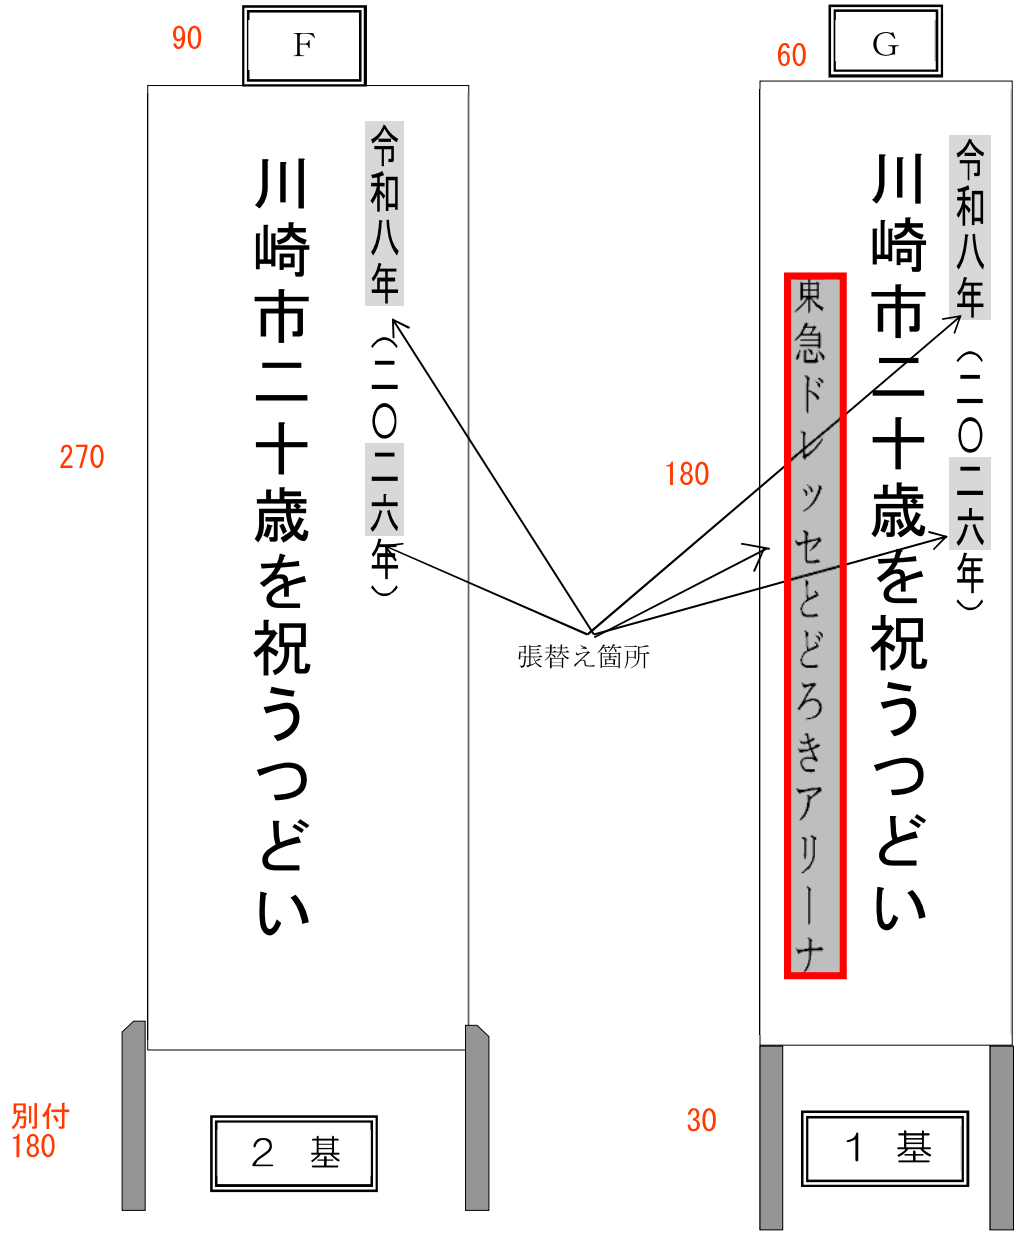 F
90
令和八年（二〇二六年）
川崎市二十歳を祝うつどい
270
別付
180
２　基
張替え箇所
G
60
令和八年（二〇二六年）
川崎市二十歳を祝うつどい
東急ドレッセとどろきアリーナ
180
30
１　基